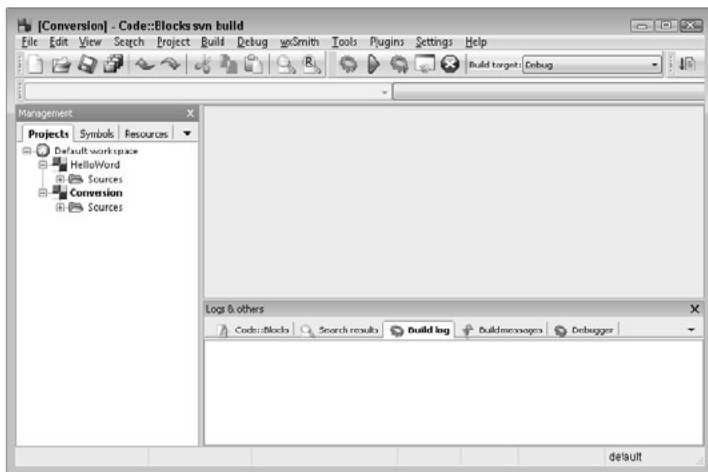 [Conversion] - Code::Blocks svn build
File Edit View Search Project Build Debug wxSmith Tools Plugins Settings Help
Build target: Debug
Management X
Projects Symbols Resources
Default workspace
HelloWord
Sources
Conversion
Sources
Logs & others X
Code::Blocks Search results Build log Build messages Debugger
default